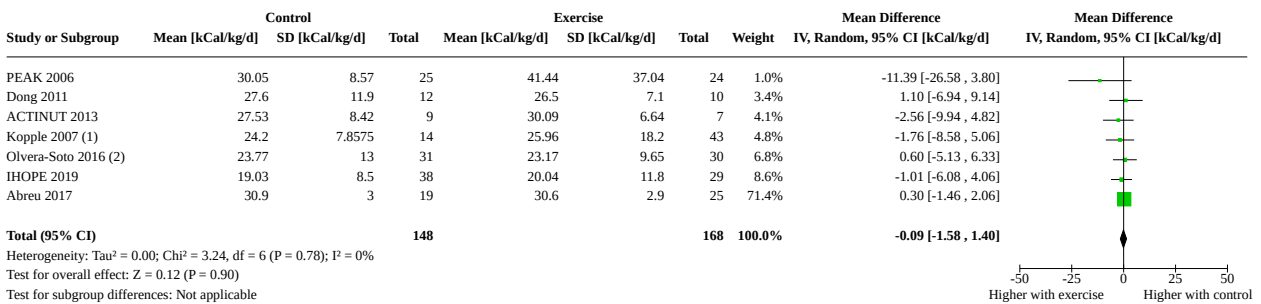 Control Exercise Mean Difference Mean Difference
Study or Subgroup Mean [kCal/kg/d] SD [kCal/kg/d] Total Mean [kCal/kg/d] SD [kCal/kg/d] Total Weight IV, Random, 95% CI [kCal/kg/d] IV, Random, 95% CI [kCal/kg/d]
PEAK 2006 30.05 8.57 25 41.44 37.04 24 1.0% -11.39 [-26.58 , 3.80]
Dong 2011 27.6 11.9 12 26.5 7.1 10 3.4% 1.10 [-6.94 , 9.14]
ACTINUT 2013 27.53 8.42 9 30.09 6.64 7 4.1% -2.56 [-9.94 , 4.82]
Kopple 2007 (1) 24.2 7.8575 14 25.96 18.2 43 4.8% -1.76 [-8.58 , 5.06]
Olvera-Soto 2016 (2) 23.77 13 31 23.17 9.65 30 6.8% 0.60 [-5.13 , 6.33]
IHOPE 2019 19.03 8.5 38 20.04 11.8 29 8.6% -1.01 [-6.08 , 4.06]
Abreu 2017 30.9 3 19 30.6 2.9 25 71.4% 0.30 [-1.46 , 2.06]
Total (95% CI) 148 168 100.0% -0.09 [-1.58 , 1.40]
Heterogeneity: Tau² = 0.00; Chi² = 3.24, df = 6 (P = 0.78); I² = 0%
Test for overall effect: Z = 0.12 (P = 0.90)
Test for subgroup differences: Not applicable
-50 -25 0 25 50
Higher with exercise Higher with control